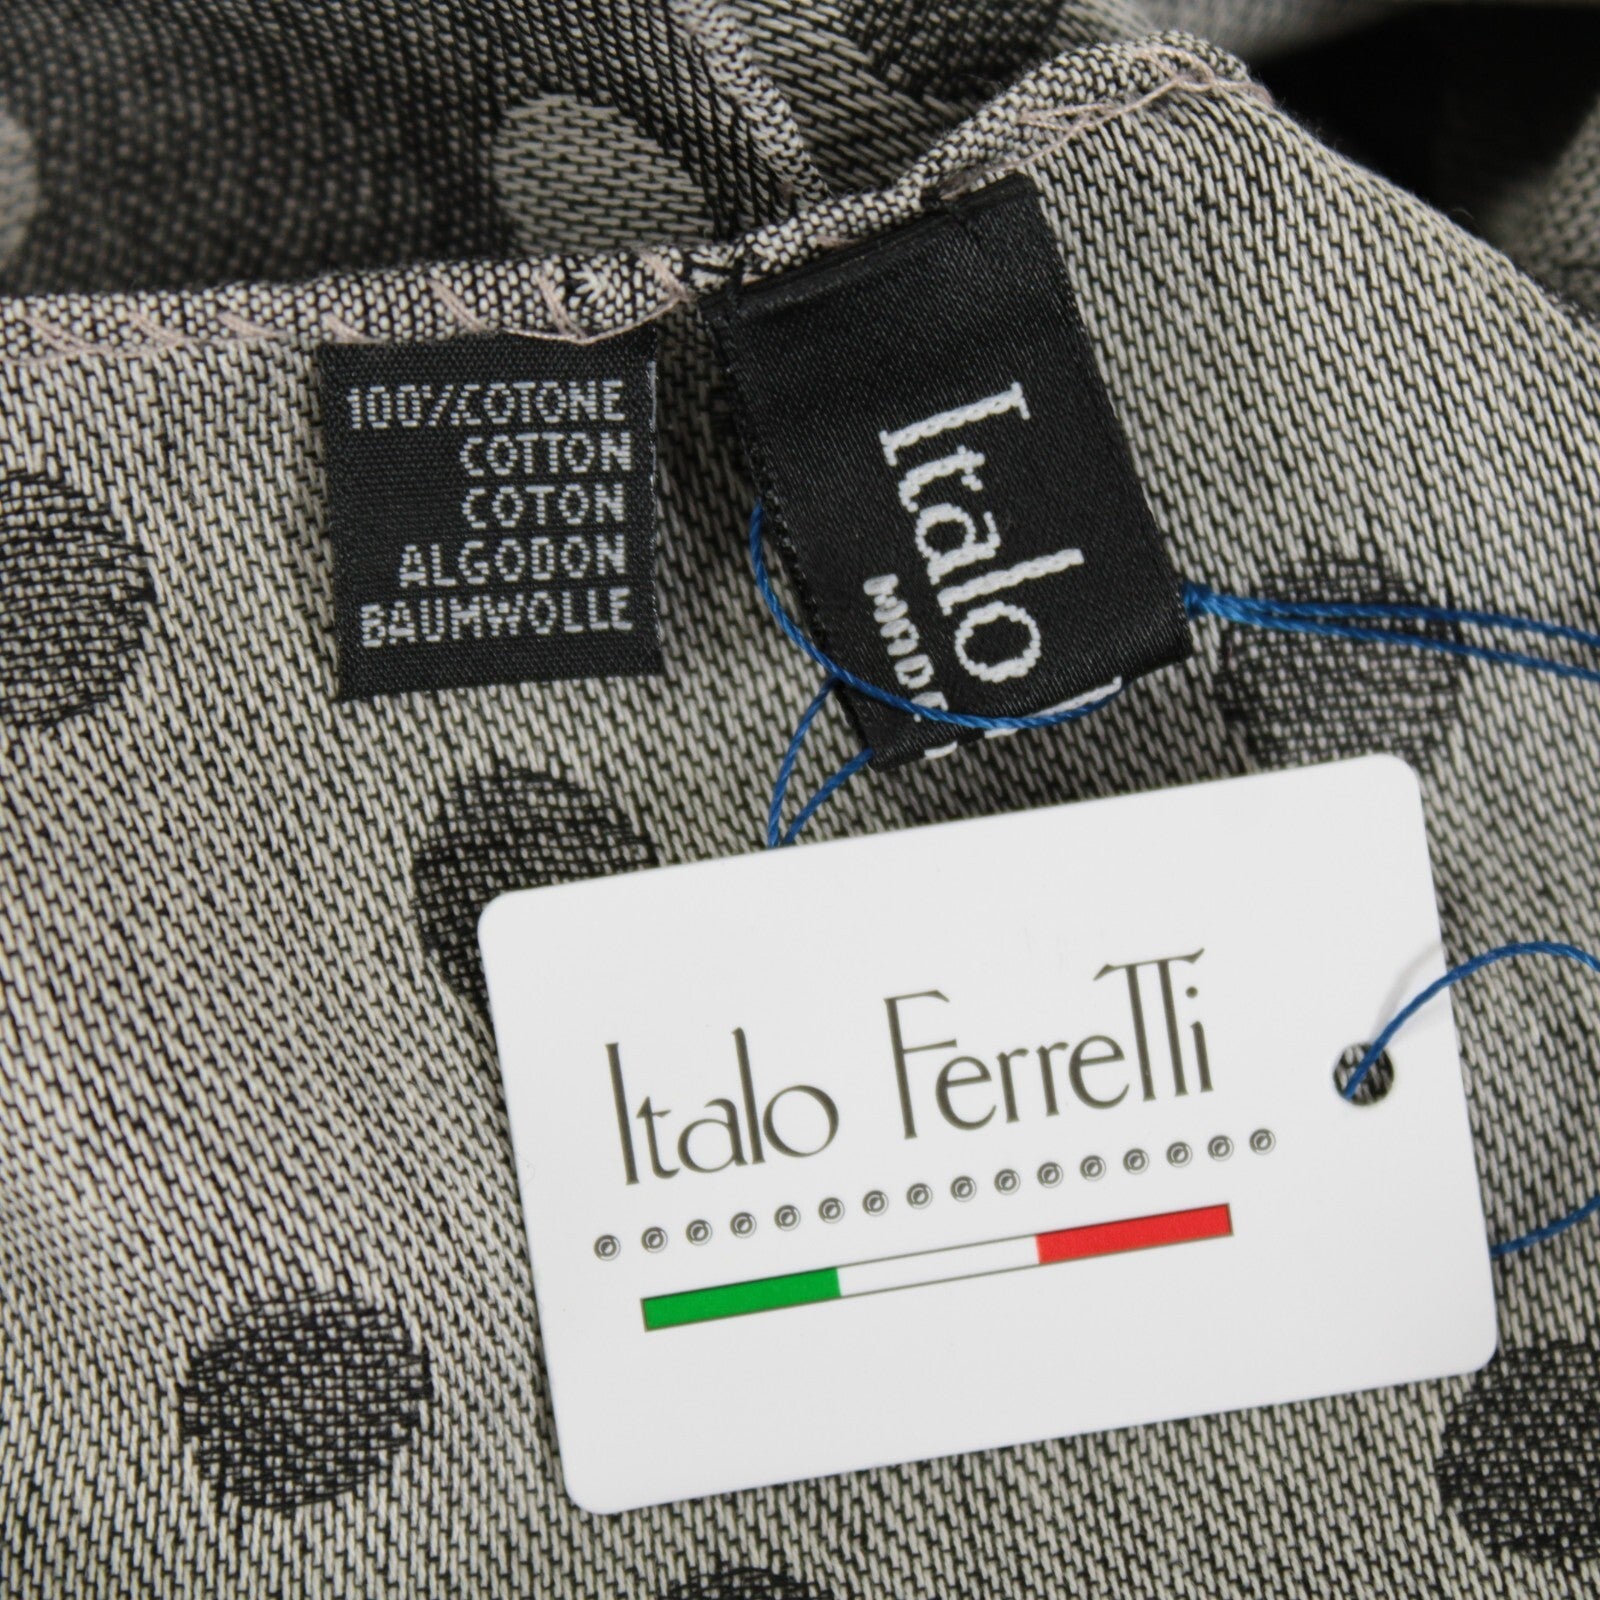 100%COTONE
COTTON
COTON
ALGODON
BAUMWOLLE
Italo
Italo Ferretti